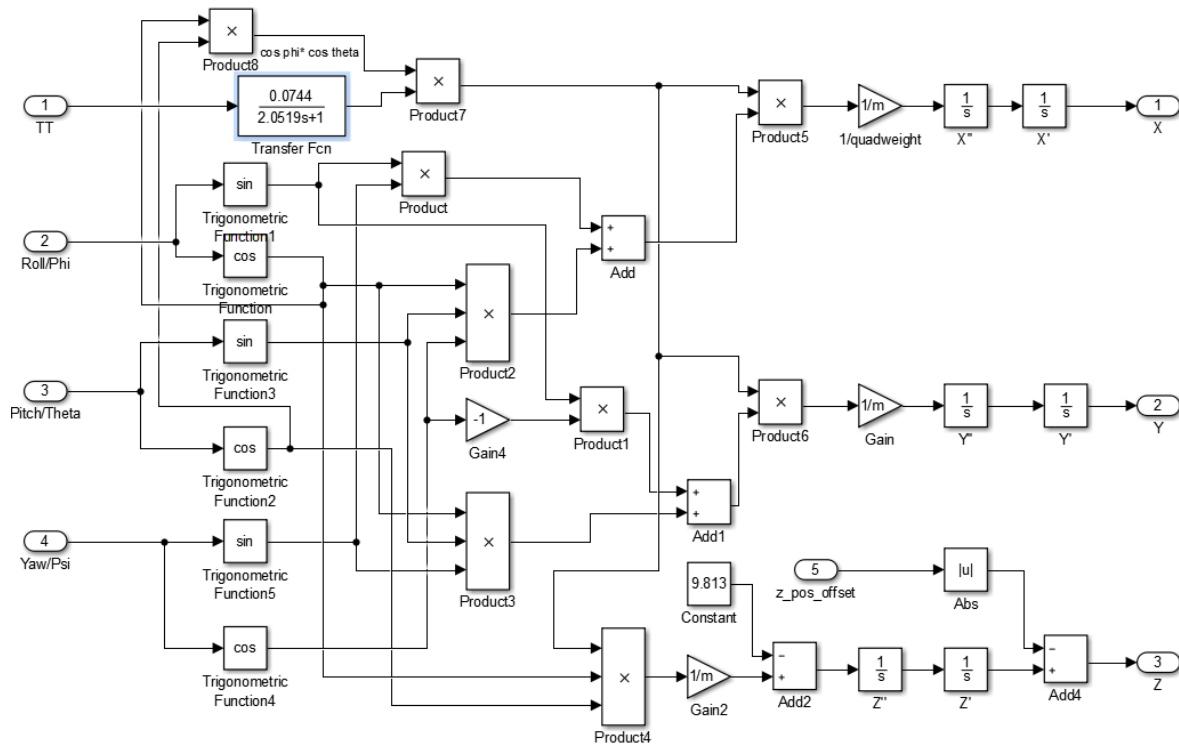 ×
Product8
cos phi* cos theta
×
Product7
1
TT
0.0744
2.0519s+1
Transfer Fcn
×
Product5
1/m
1/quadweight
1
s
X"
1
s
X'
1
X
sin
Trigonometric
Function1
×
Product
2
Roll/Phi
cos
Trigonometric
Function
+
+
Add
×
Product2
sin
Trigonometric
Function3
3
Pitch/Theta
-1
Gain4
×
Product1
×
Product6
1/m
Gain
1
s
Y"
1
s
Y'
2
Y
cos
Trigonometric
Function2
×
Product3
+
+
Add1
4
Yaw/Psi
sin
Trigonometric
Function5
9.813
Constant
5
z_pos_offset
|u|
Abs
cos
Trigonometric
Function4
×
Product4
1/m
Gain2
−
+
Add2
1
s
Z"
1
s
Z'
−
+
Add4
3
Z